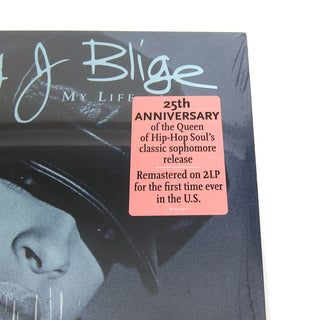 J Blige
My Life
25th
ANNIVERSARY
of the Queen
of Hip-Hop Soul's
classic sophomore
release
Remastered on 2LP
for the first time ever
in the U.S.